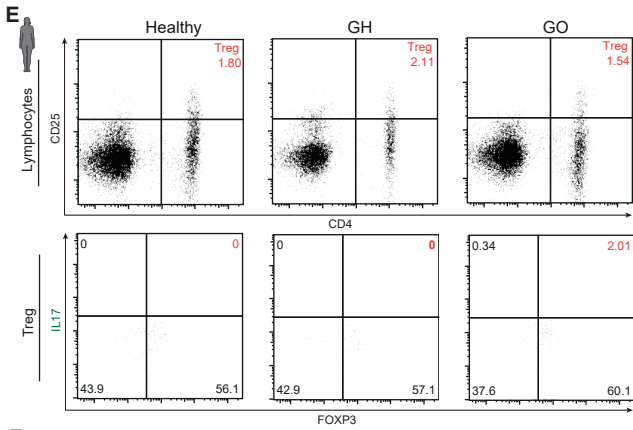 E
Healthy
GH
GO
Lymphocytes
CD25
Treg
1.80
Treg
2.11
Treg
1.54
CD4
Treg
IL17
0
0
43.9
56.1
0
0
42.9
57.1
0.34
2.01
37.6
60.1
FOXP3